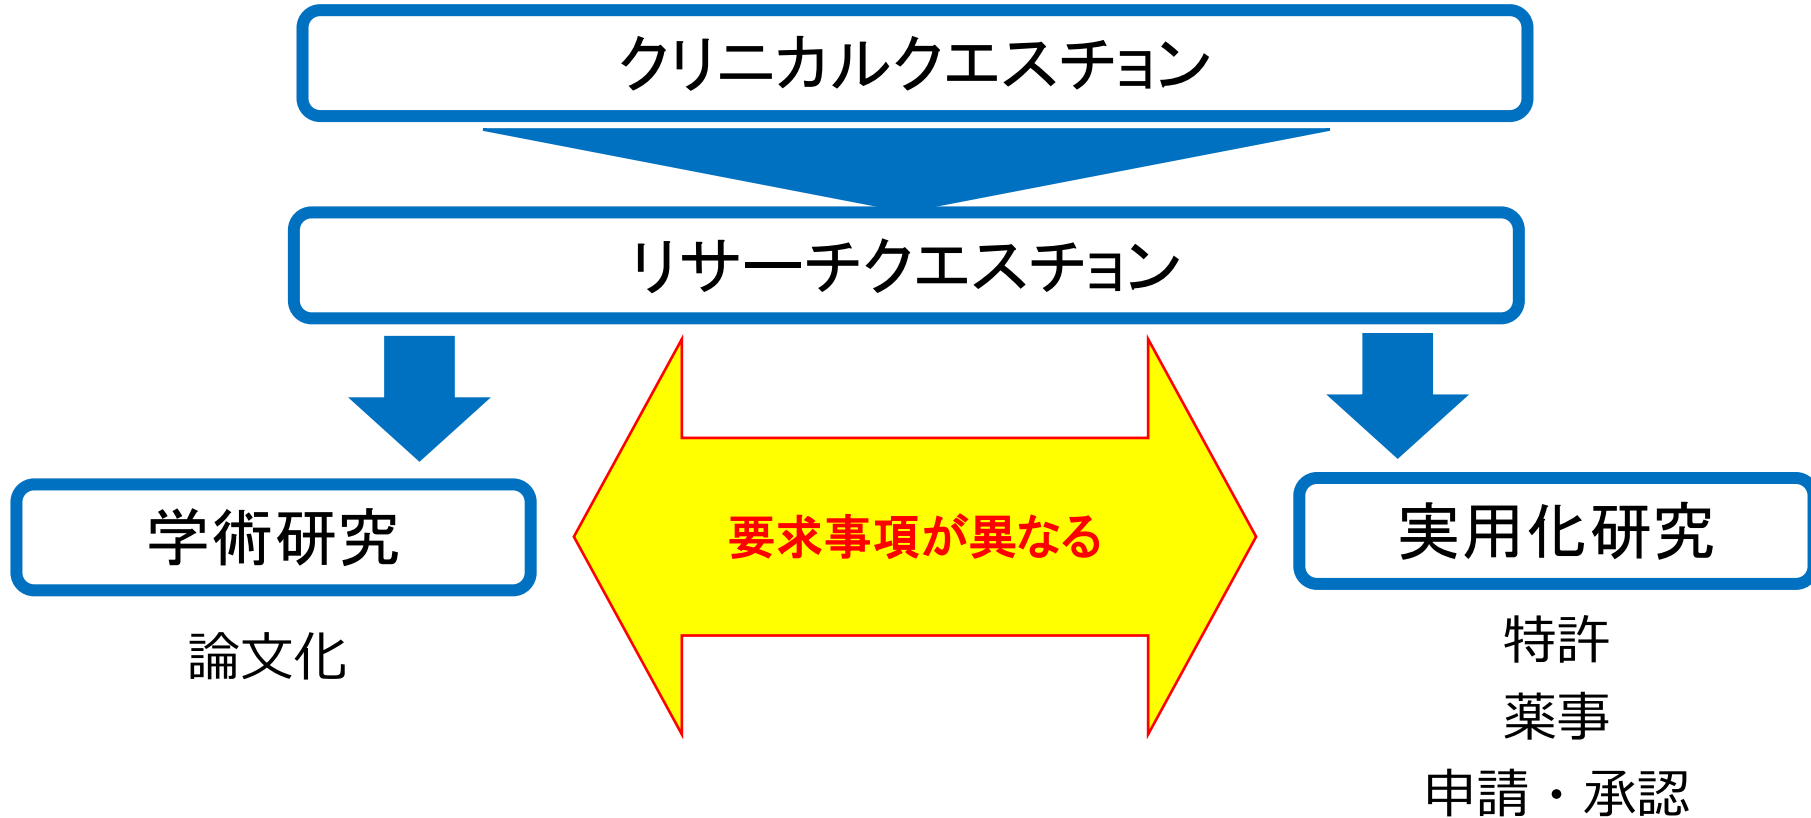 クリニカルクエスチョン
リサーチクエスチョン
学術研究
論文化
要求事項が異なる
実用化研究
特許
薬事
申請・承認